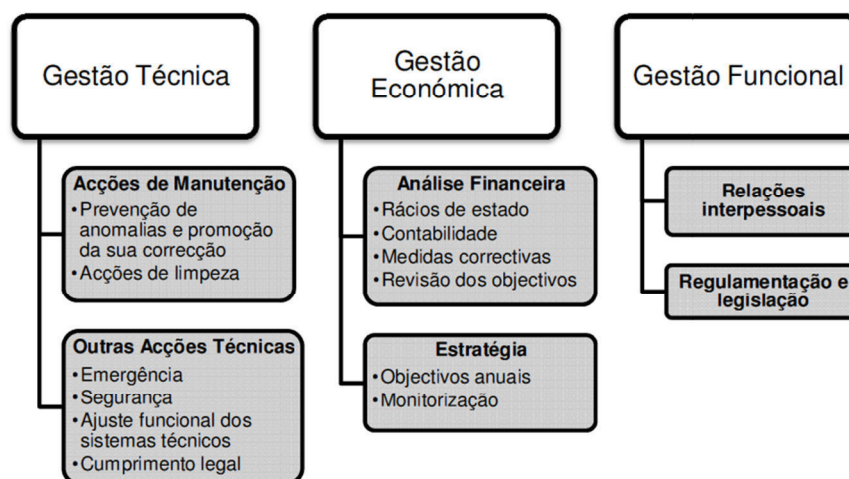 Gestão Técnica
Acções de Manutenção
•Prevenção de
anomalias e promoção
da sua correcção
•Acções de limpeza
Outras Acções Técnicas
•Emergência
•Segurança
•Ajuste funcional dos
sistemas técnicos
•Cumprimento legal
Gestão
Económica
Análise Financeira
•Rácios de estado
•Contabilidade
•Medidas correctivas
•Revisão dos objectivos
Estratégia
•Objectivos anuais
•Monitorização
Gestão Funcional
Relações
interpessoais
Regulamentação e
legislação